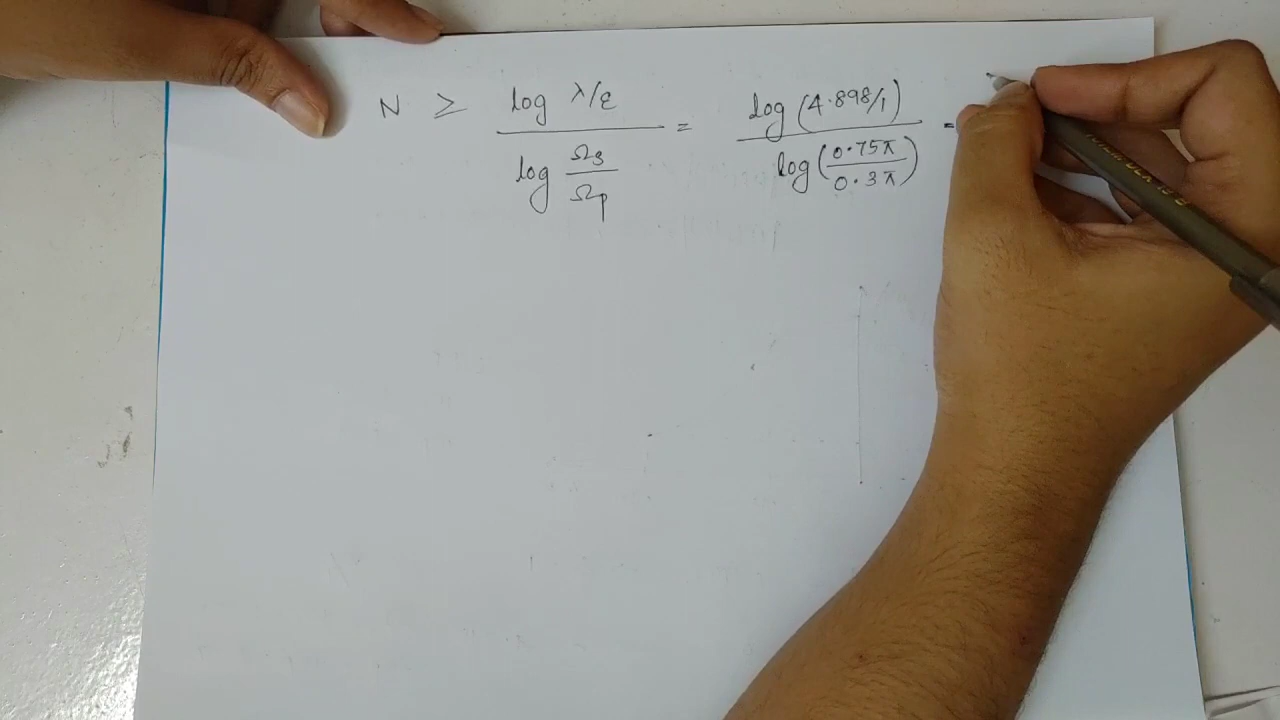 N ≥ log λ/ε / log Ωs/Ωp = log (4.898/1) / log (0.75π/0.3π) =